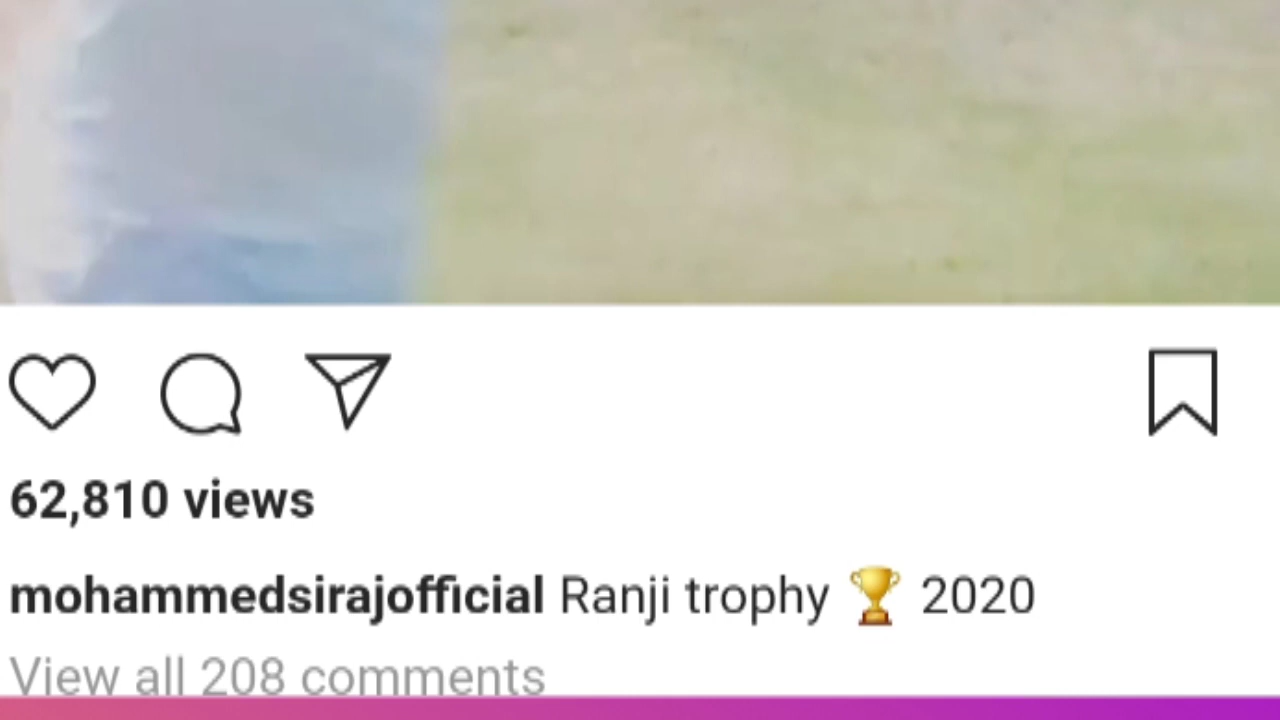 62,810 views
mohammedsirajofficial Ranji trophy 🏆 2020
View all 208 comments